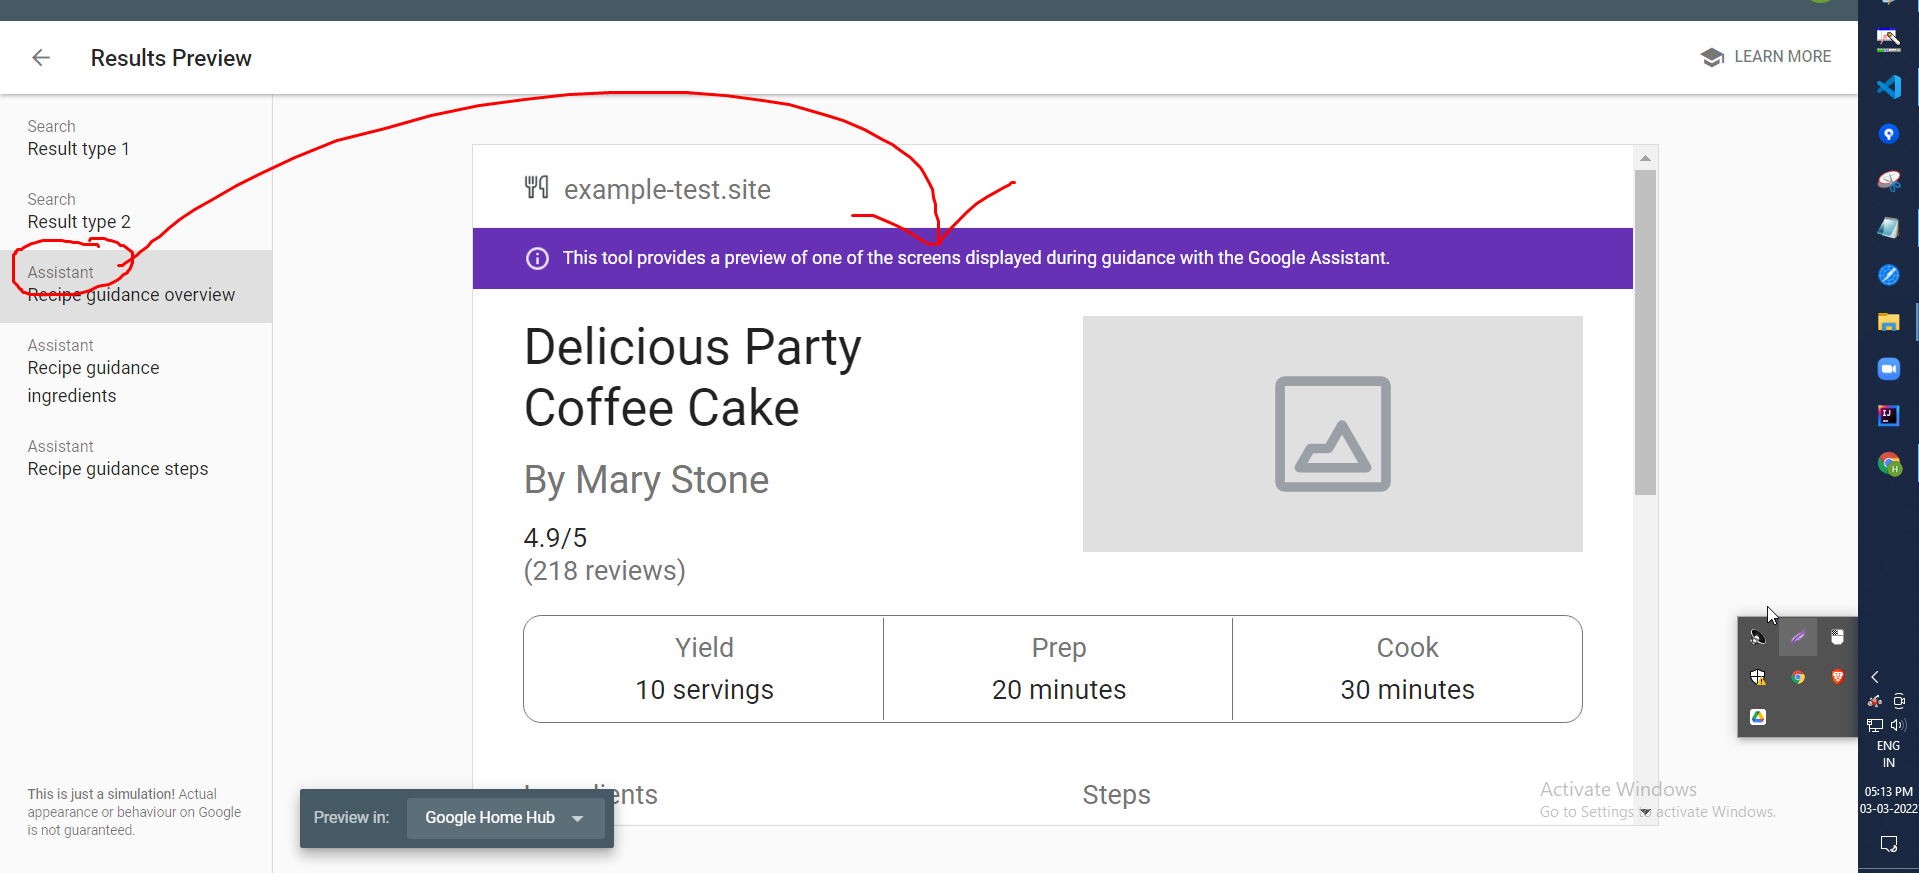 Results Preview
LEARN MORE
Search
Result type 1
Search
Result type 2
Assistant
Recipe guidance overview
Assistant
Recipe guidance
ingredients
Assistant
Recipe guidance steps
This is just a simulation! Actual
appearance or behaviour on Google
is not guaranteed.
example-test.site
This tool provides a preview of one of the screens displayed during guidance with the Google Assistant.
Delicious Party
Coffee Cake
By Mary Stone
4.9/5
(218 reviews)
Yield
10 servings
Prep
20 minutes
Cook
30 minutes
Steps
Preview in:
Google Home Hub
Activate Windows
Go to Settings to activate Windows.
IJ
H
ENG
IN
05:13 PM
03-03-2022